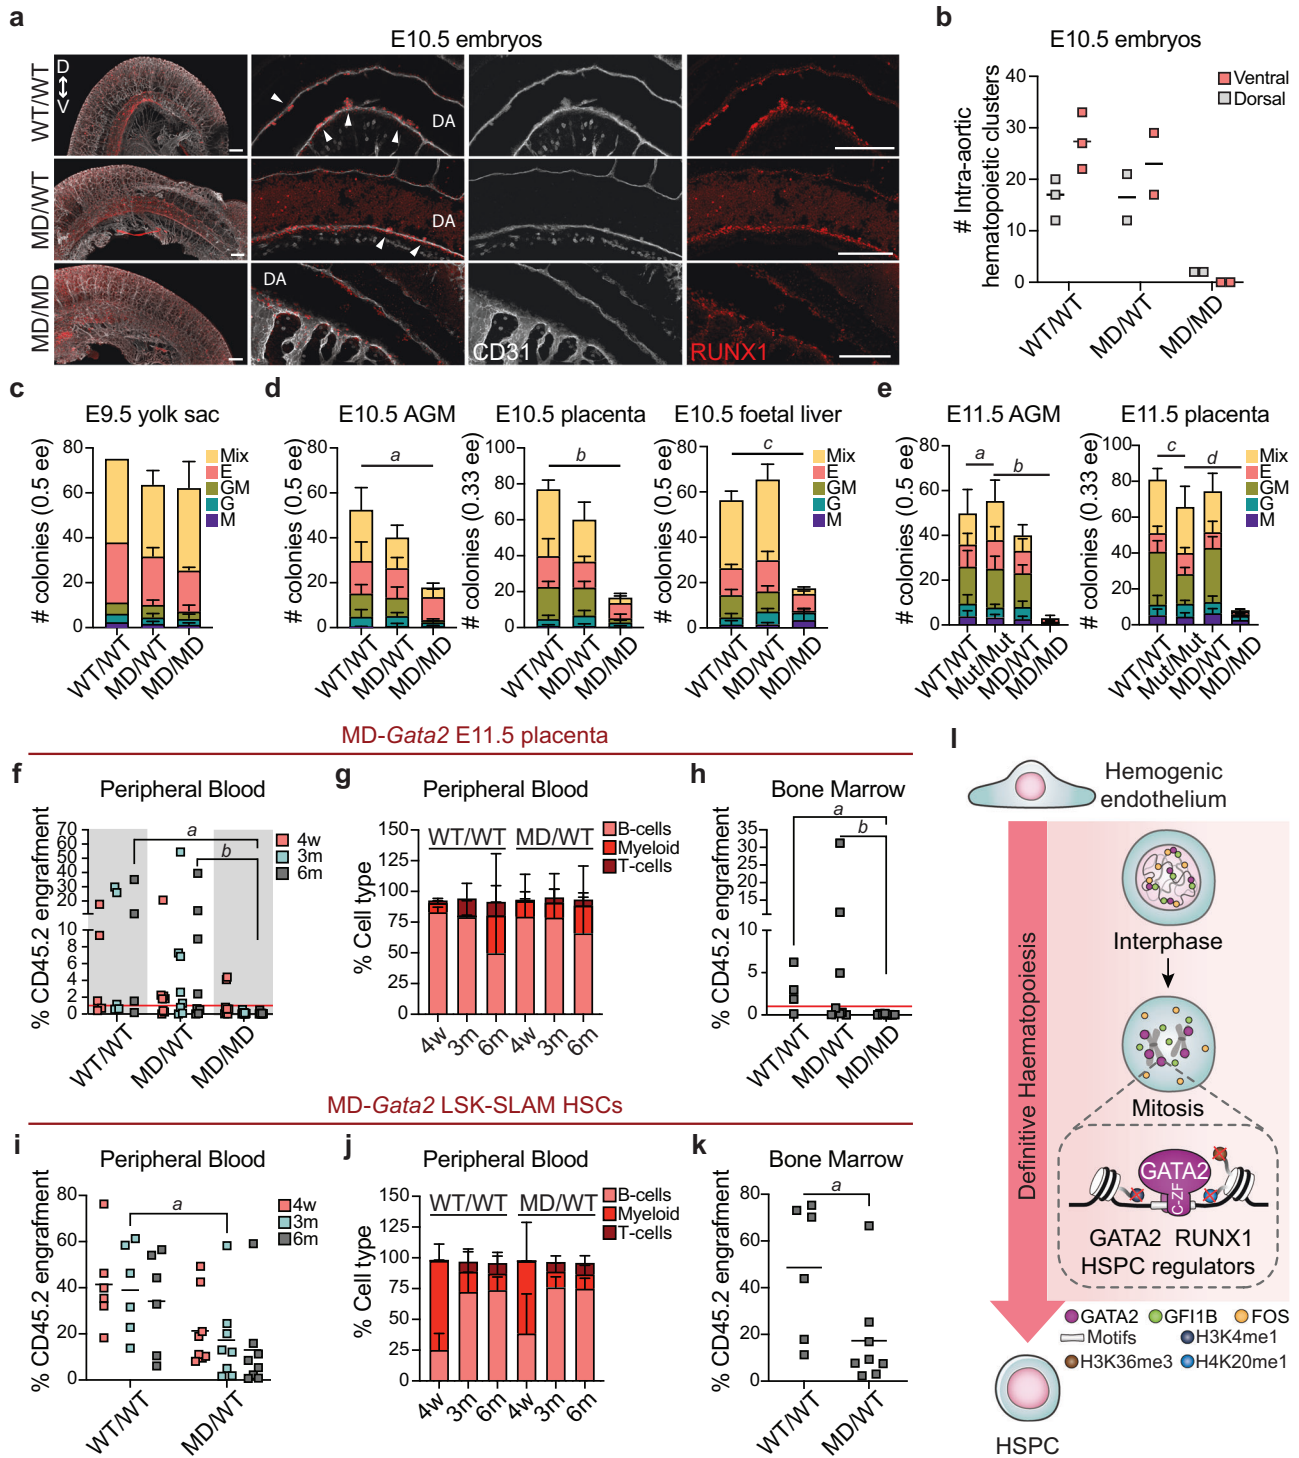 a
E10.5 embryos
WT/WT
D
V
DA
MD/WT
DA
MD/MD
DA
CD31
RUNX1
b
E10.5 embryos
# Intra-aortic
hematopoietic clusters
40
30
20
10
0
Ventral
Dorsal
WT/WT
MD/WT
MD/MD
c
E9.5 yolk sac
# colonies (0.5 ee)
80
60
40
20
0
Mix
E
GM
G
M
WT/WT
MD/WT
MD/MD
d
E10.5 AGM
# colonies (0.5 ee)
80
60
40
20
0
a
WT/WT
MD/WT
MD/MD
E10.5 placenta
# colonies (0.33 ee)
100
80
60
40
20
0
b
WT/WT
MD/WT
MD/MD
E10.5 foetal liver
# colonies (0.5 ee)
80
60
40
20
0
c
Mix
E
GM
G
M
WT/WT
MD/WT
MD/MD
e
E11.5 AGM
# colonies (0.5 ee)
80
60
40
20
0
a
b
WT/WT
Mut/Mut
MD/WT
MD/MD
E11.5 placenta
# colonies (0.33 ee)
100
80
60
40
20
0
c
d
Mix
E
GM
G
M
WT/WT
Mut/Mut
MD/WT
MD/MD
MD-Gata2 E11.5 placenta
f
Peripheral Blood
% CD45.2 engrafment
70
60
50
40
30
20
10
10
8
6
4
2
0
a
b
4w
3m
6m
WT/WT
MD/WT
MD/MD
g
Peripheral Blood
% Cell type
150
125
100
75
50
25
0
WT/WT MD/WT
B-cells
Myeloid
T-cells
4w 3m 6m 4w 3m 6m
h
Bone Marrow
% CD45.2 engrafment
35
30
25
20
15
10
5
0
a
b
WT/WT
MD/WT
MD/MD
MD-Gata2 LSK-SLAM HSCs
i
Peripheral Blood
% CD45.2 engrafment
80
60
40
20
0
a
4w
3m
6m
WT/WT
MD/WT
j
Peripheral Blood
% Cell type
150
125
100
75
50
25
0
WT/WT MD/WT
B-cells
Myeloid
T-cells
4w 3m 6m 4w 3m 6m
k
Bone Marrow
% CD45.2 engrafment
80
60
40
20
0
a
WT/WT
MD/WT
l
Hemogenic
endothelium
Definitive Haematopoiesis
Interphase
Mitosis
GATA2
C-ZF
GATA2 RUNX1
HSPC regulators
GATA2 GFI1B FOS
Motifs H3K4me1
H3K36me3 H4K20me1
HSPC